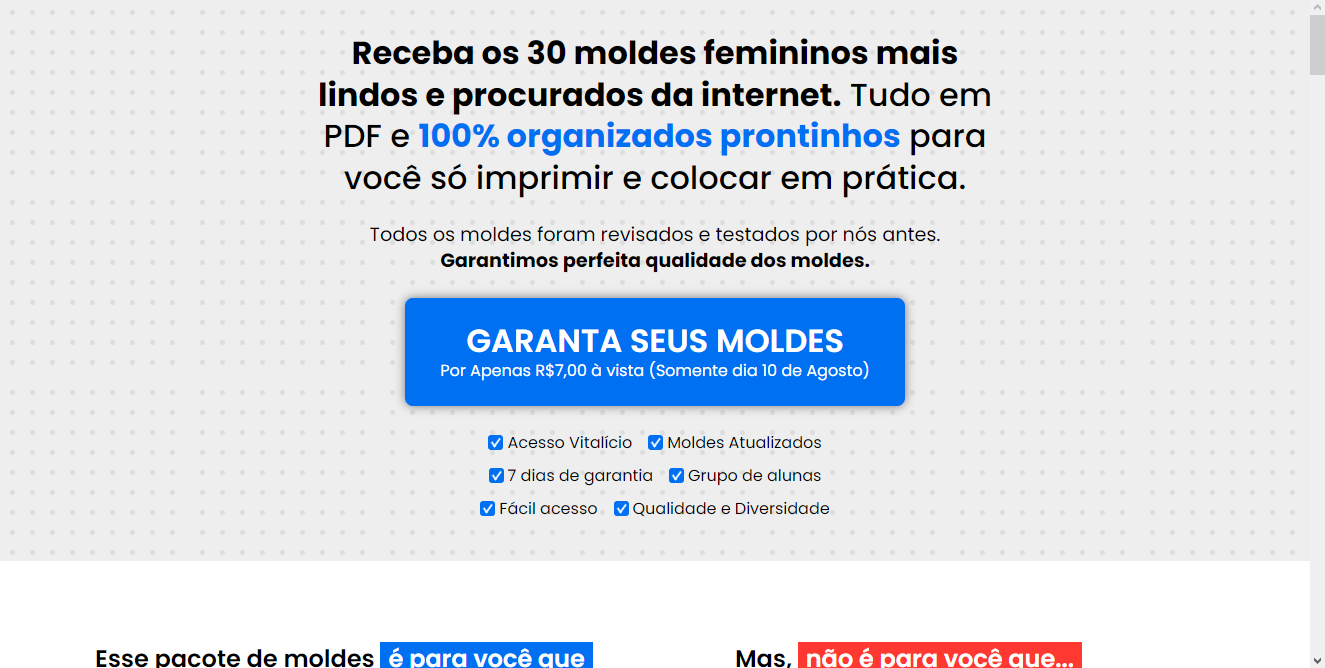 Receba os 30 moldes femininos mais
lindos e procurados da internet. Tudo em
PDF e 100% organizados prontinhos para
você só imprimir e colocar em prática.
Todos os moldes foram revisados e testados por nós antes.
Garantimos perfeita qualidade dos moldes.
GARANTA SEUS MOLDES
Por Apenas R$7,00 à vista (Somente dia 10 de Agosto)
Acesso Vitalício Moldes Atualizados
7 dias de garantia Grupo de alunas
Fácil acesso Qualidade e Diversidade
Esse pacote de moldes é para você que
Mas, não é para você que...